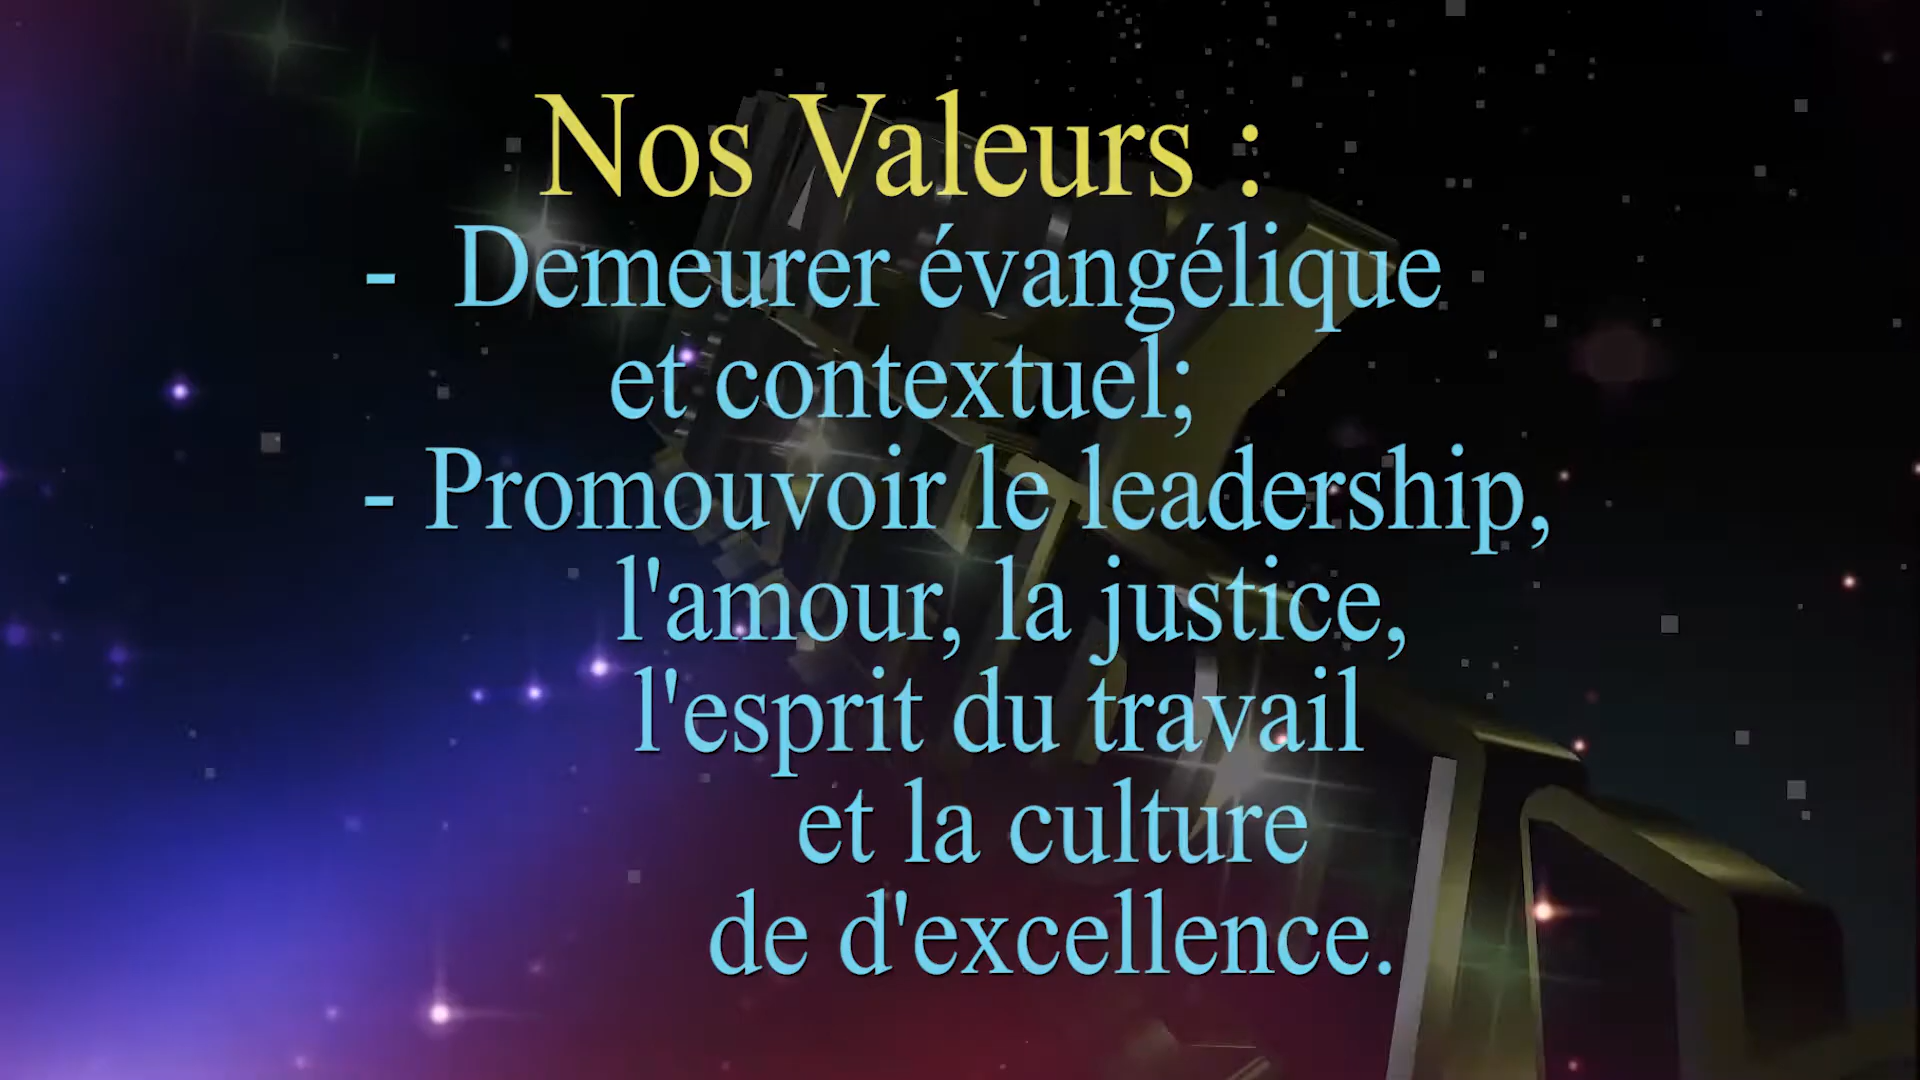 Nos Valeurs :
- Demeurer évangélique
et contextuel;
- Promouvoir le leadership,
l'amour, la justice,
l'esprit du travail
et la culture
de d'excellence.